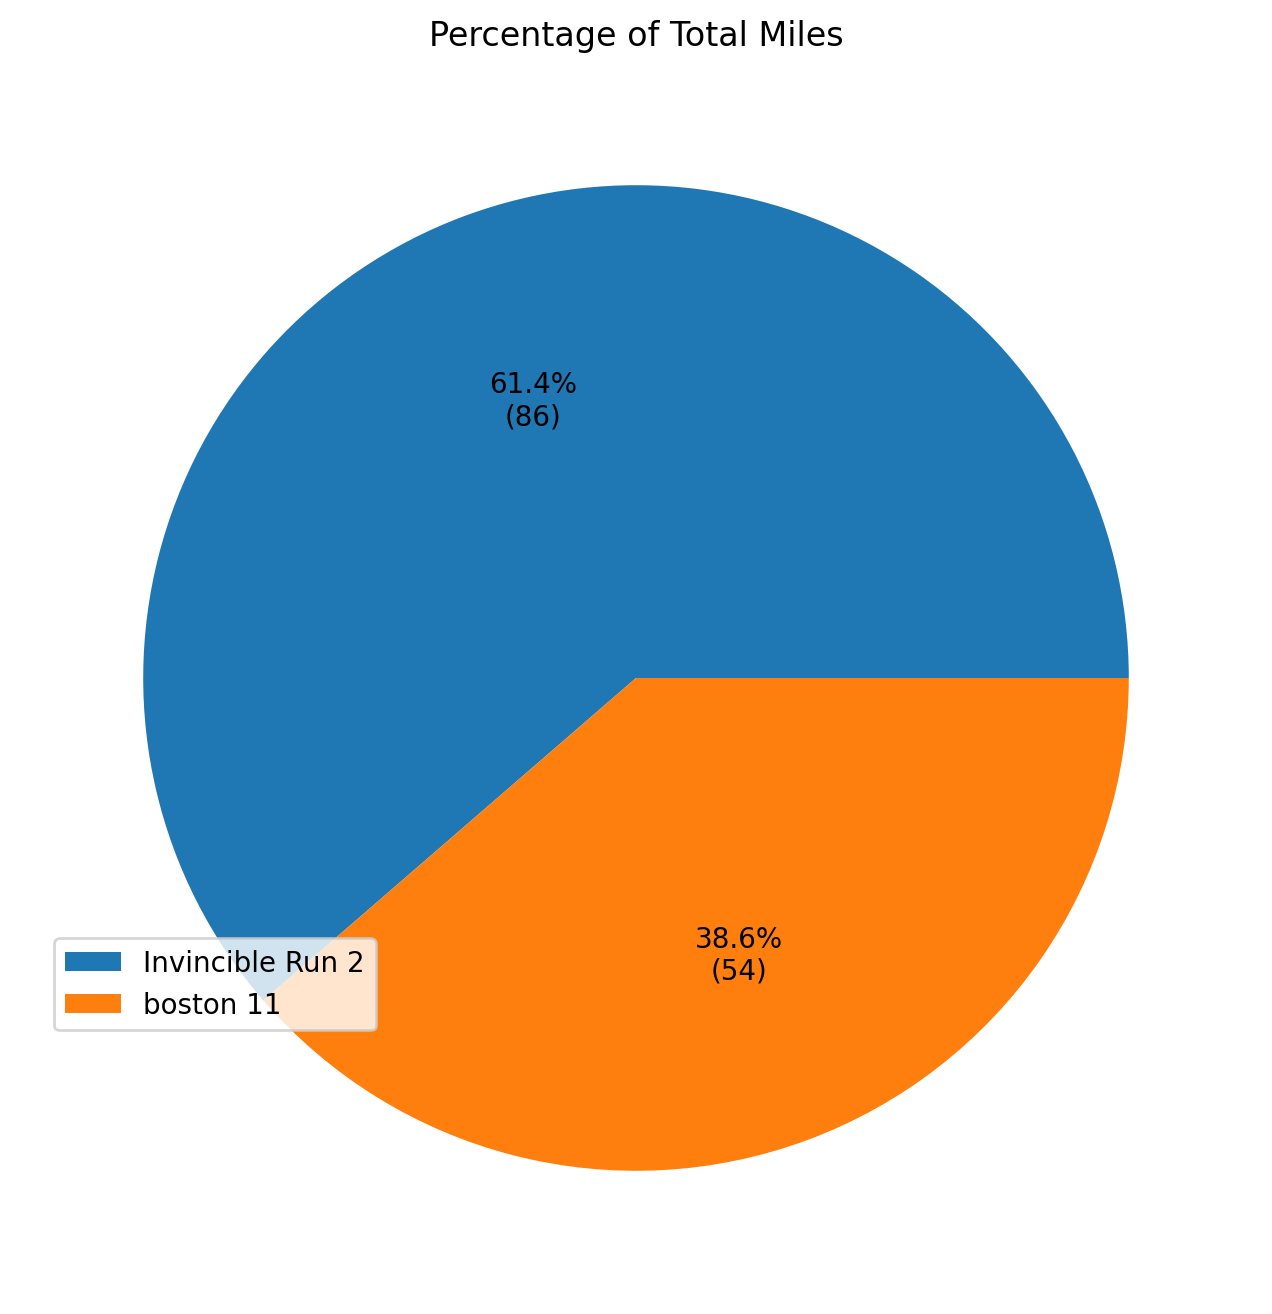 Percentage of Total Miles
61.4%
(86)
38.6%
(54)
Invincible Run 2
boston 11